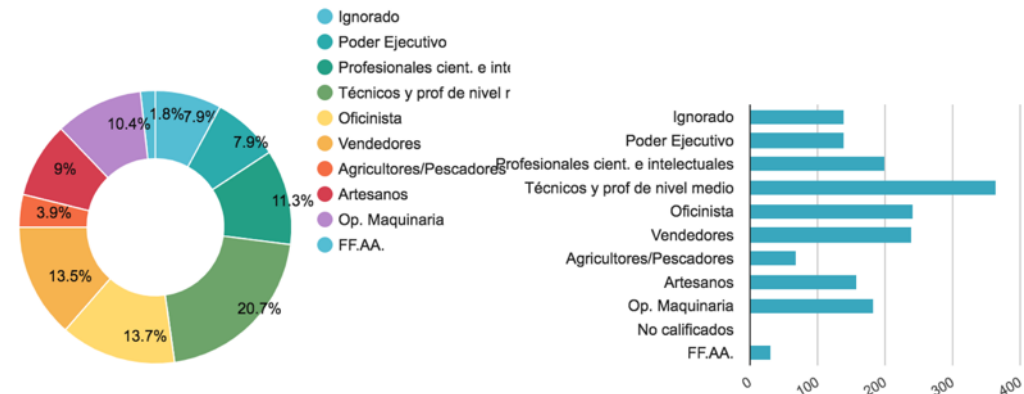 Ignorado
Poder Ejecutivo
Profesionales cient. e inte
Técnicos y prof de nivel r
Oficinista
Vendedores
Agricultores/Pescadores
Artesanos
Op. Maquinaria
FF.AA.
1.8%
7.9%
7.9%
11.3%
20.7%
13.7%
13.5%
3.9%
9%
10.4%
Ignorado
Poder Ejecutivo
Profesionales cient. e intelectuales
Técnicos y prof de nivel medio
Oficinista
Vendedores
Agricultores/Pescadores
Artesanos
Op. Maquinaria
No calificados
FF.AA.
0
100
200
300
400